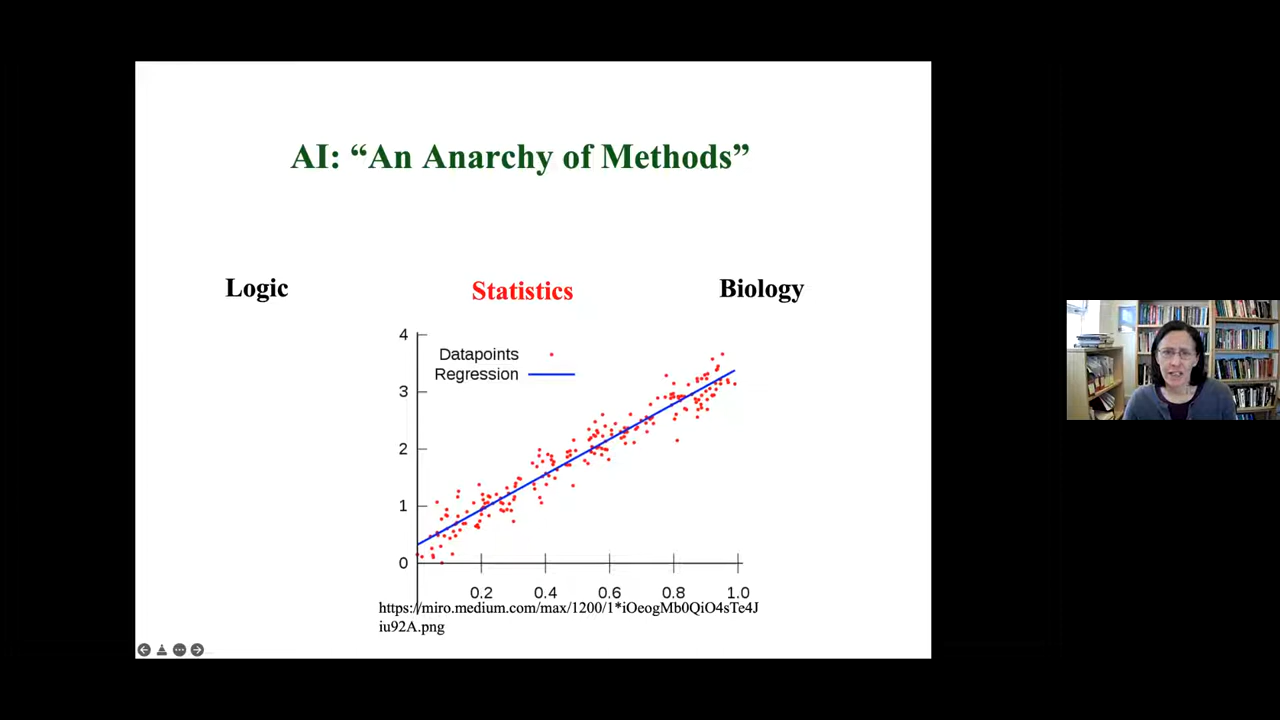 AI: “An Anarchy of Methods”
Logic
Statistics
Biology
4
3
2
1
0
Datapoints
Regression
0.2
0.4
0.6
0.8
1.0
https://miro.medium.com/max/1200/1*iOeogMb0QiO4sTe4J
iu92A.png